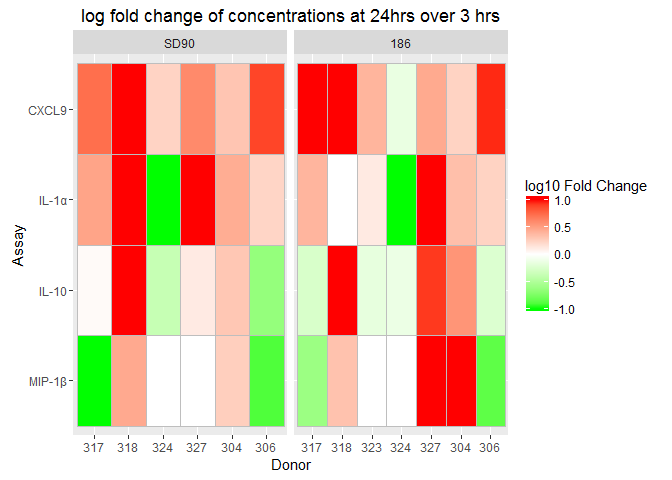 log fold change of concentrations at 24hrs over 3 hrs
SD90
186
CXCL9
IL-1α
IL-10
MIP-1β
Assay
317 318 324 327 304 306
317 318 323 324 327 304 306
Donor
log10 Fold Change
1.0
0.5
0.0
-0.5
-1.0